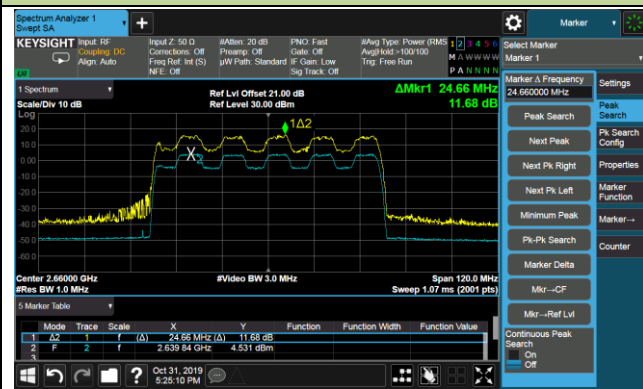 Spectrum Analyzer 1
Swept SA
Marker
KEYSIGHT Input: RF
Coupling: DC
Align: Auto
Input Z: 50 Ω
Corrections: Off
Freq Ref: Int (S)
NFE: Off
#Atten: 20 dB
Preamp: Off
µW Path: Standard
PNO: Fast
Gate: Off
IF Gain: Low
Sig Track: Off
#Avg Type: Power (RMS
Avg|Hold:>100/100
Trig: Free Run
1 2 3 4 5 6
M A W W W W
P A N N N N
Select Marker
Marker 1
1 Spectrum
Scale/Div 10 dB
Ref Lvl Offset 21.00 dB
Ref Level 30.00 dBm
ΔMkr1 24.66 MHz
11.68 dB
Log
20.0
10.0
0.00
-10.0
-20.0
-30.0
-40.0
-50.0
-60.0
1Δ2
X2
Center 2.66000 GHz
#Res BW 1.0 MHz
#Video BW 3.0 MHz
Span 120.0 MHz
Sweep 1.07 ms (2001 pts)
5 Marker Table
Mode Trace Scale X Y Function Function Width Function Value
1 Δ2 1 f (Δ) 24.66 MHz (Δ) 11.68 dB
2 F 2 f 2.639 84 GHz 4.531 dBm
3
Oct 31, 2019
5:25:10 PM
Marker Δ Frequency
24.660000 MHz
Peak Search
Next Peak
Next Pk Right
Next Pk Left
Minimum Peak
Pk-Pk Search
Marker Delta
Mkr→CF
Mkr→Ref Lvl
Continuous Peak
Search
On
Off
Settings
Peak
Search
Pk Search
Config
Properties
Marker
Function
Marker→
Counter